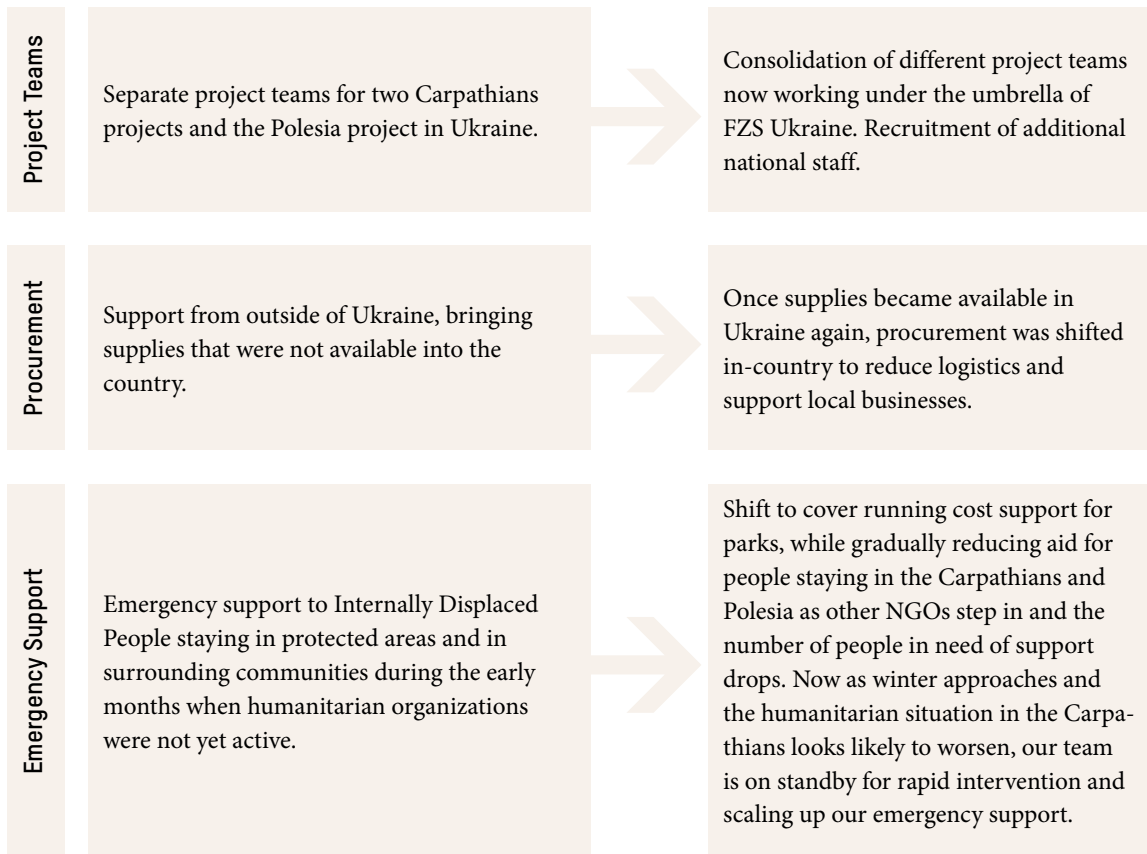 Project Teams
Separate project teams for two Carpathians
projects and the Polesia project in Ukraine.
Consolidation of different project teams
now working under the umbrella of
FZS Ukraine. Recruitment of additional
national staff.
Procurement
Support from outside of Ukraine, bringing
supplies that were not available into the
country.
Once supplies became available in
Ukraine again, procurement was shifted
in-country to reduce logistics and
support local businesses.
Emergency Support
Emergency support to Internally Displaced
People staying in protected areas and in
surrounding communities during the early
months when humanitarian organizations
were not yet active.
Shift to cover running cost support for
parks, while gradually reducing aid for
people staying in the Carpathians and
Polesia as other NGOs step in and the
number of people in need of support
drops. Now as winter approaches and
the humanitarian situation in the Carpa-
thians looks likely to worsen, our team
is on standby for rapid intervention and
scaling up our emergency support.